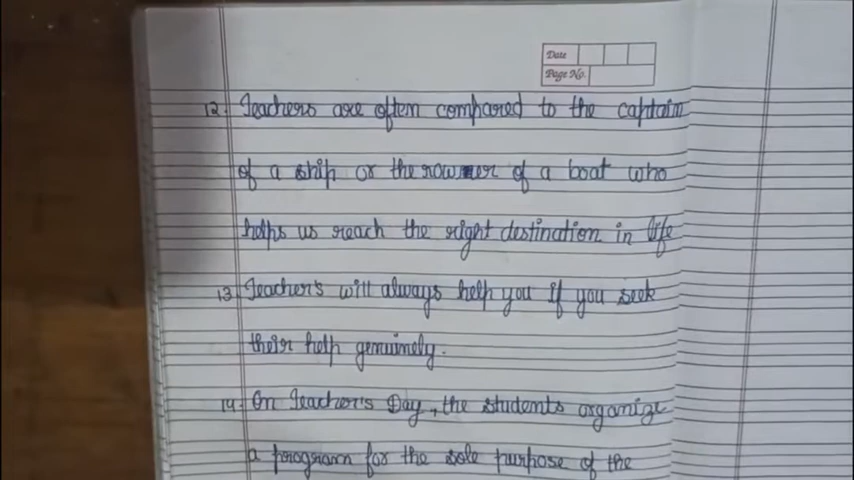 Date
Page No.
12. Teachers are often compared to the captain
of a ship or the rowner of a boat who
helps us reach the right destination in life
13. Teacher's will always help you if you seek
their help genuinely.
14. On Teacher's Day, the students organize
a program for the sole purpose of the